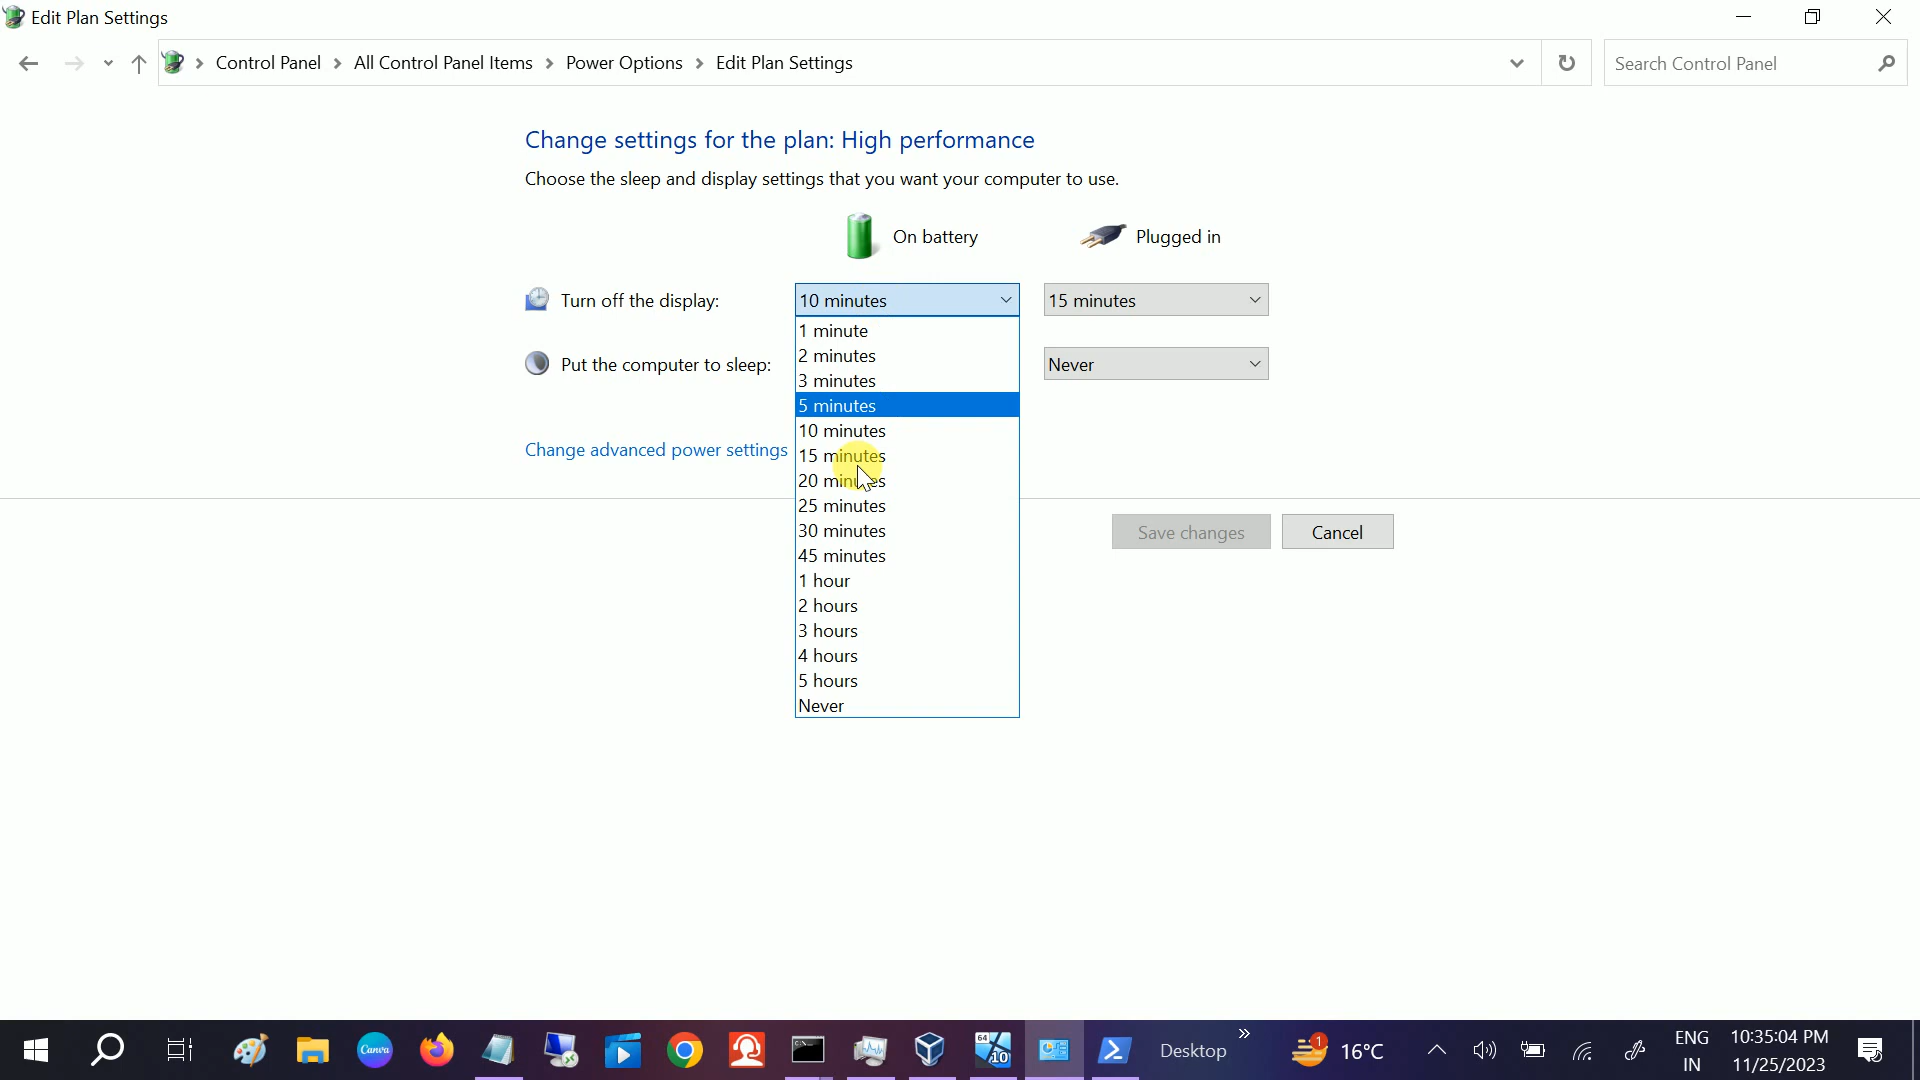 Edit Plan Settings
Control Panel > All Control Panel Items > Power Options > Edit Plan Settings
Search Control Panel
Change settings for the plan: High performance
Choose the sleep and display settings that you want your computer to use.
On battery
Plugged in
Turn off the display:
10 minutes
15 minutes
1 minute
2 minutes
Put the computer to sleep:
Never
3 minutes
5 minutes
10 minutes
Change advanced power settings
15 minutes
20 minutes
25 minutes
30 minutes
Save changes
Cancel
45 minutes
1 hour
2 hours
3 hours
4 hours
5 hours
Never
Canva
C:\
64
10
Desktop
»
1
16°C
ENG
IN
10:35:04 PM
11/25/2023